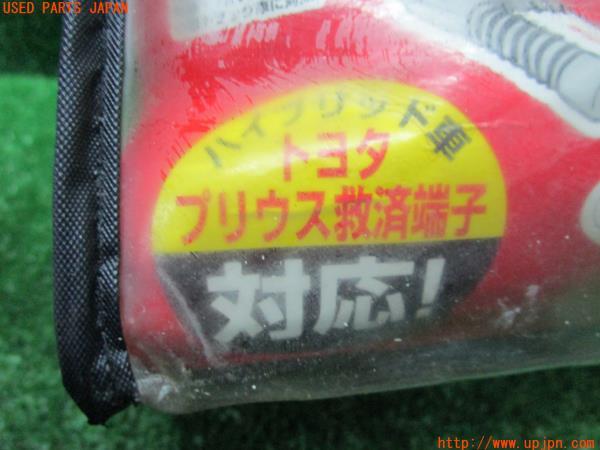 USED PARTS JAPAN
ハイブリッド車
トヨタ
プリウス救済端子
対応!
http://www.upjpn.com/